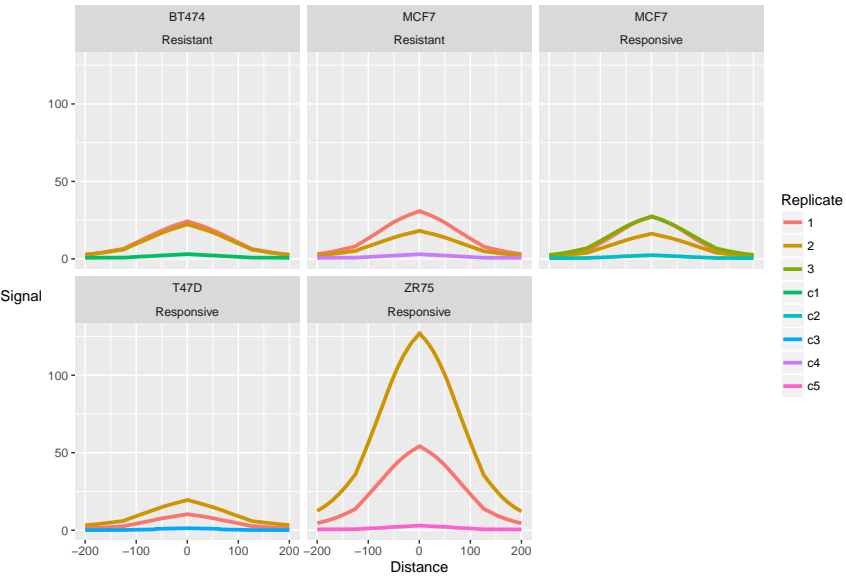 BT474
Resistant
MCF7
Resistant
MCF7
Responsive
100
50
0
T47D
Responsive
ZR75
Responsive
100
50
0
−200 −100 0 100 200
−200 −100 0 100 200
Distance
Signal
Replicate
1
2
3
c1
c2
c3
c4
c5